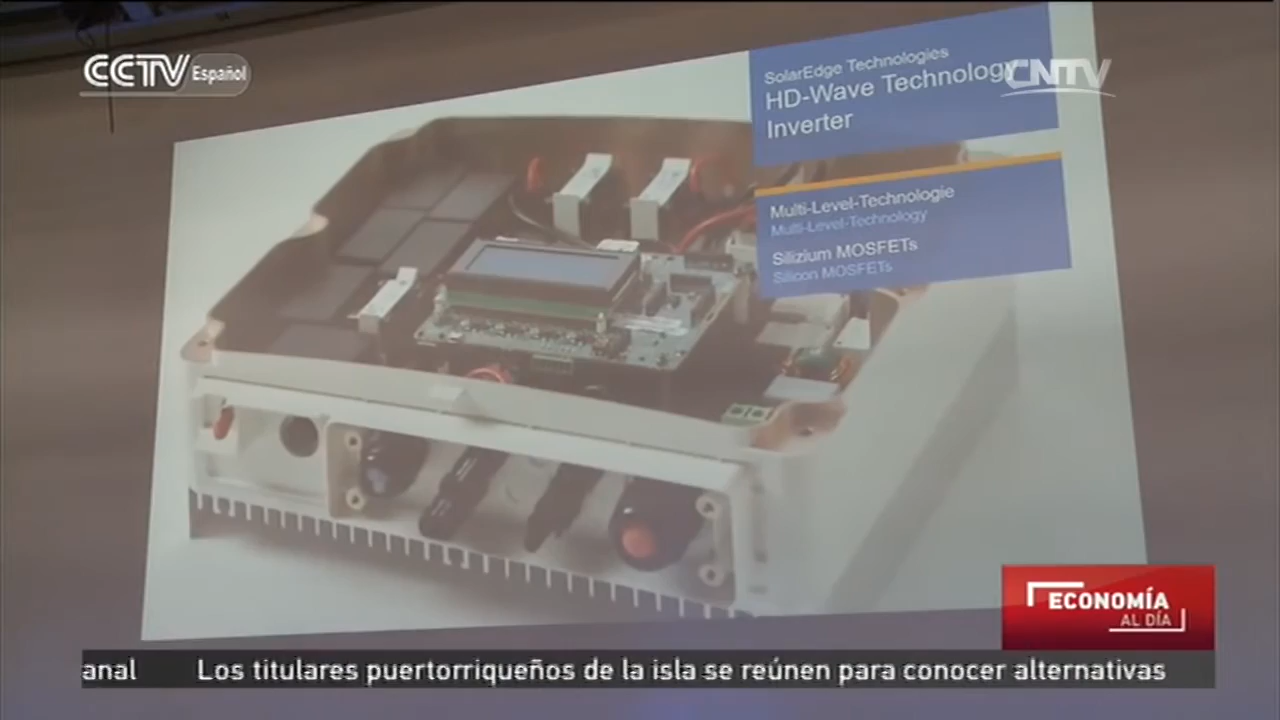 CCTV Español
CNTV
SolarEdge Technologies
HD-Wave Technology
Inverter
Multi-Level-Technologie
Multi-Level-Technology
Silizium MOSFETs
Silicon MOSFETs
ECONOMÍA
AL DÍA
anal Los titulares puertorriqueños de la isla se reúnen para conocer alternativas